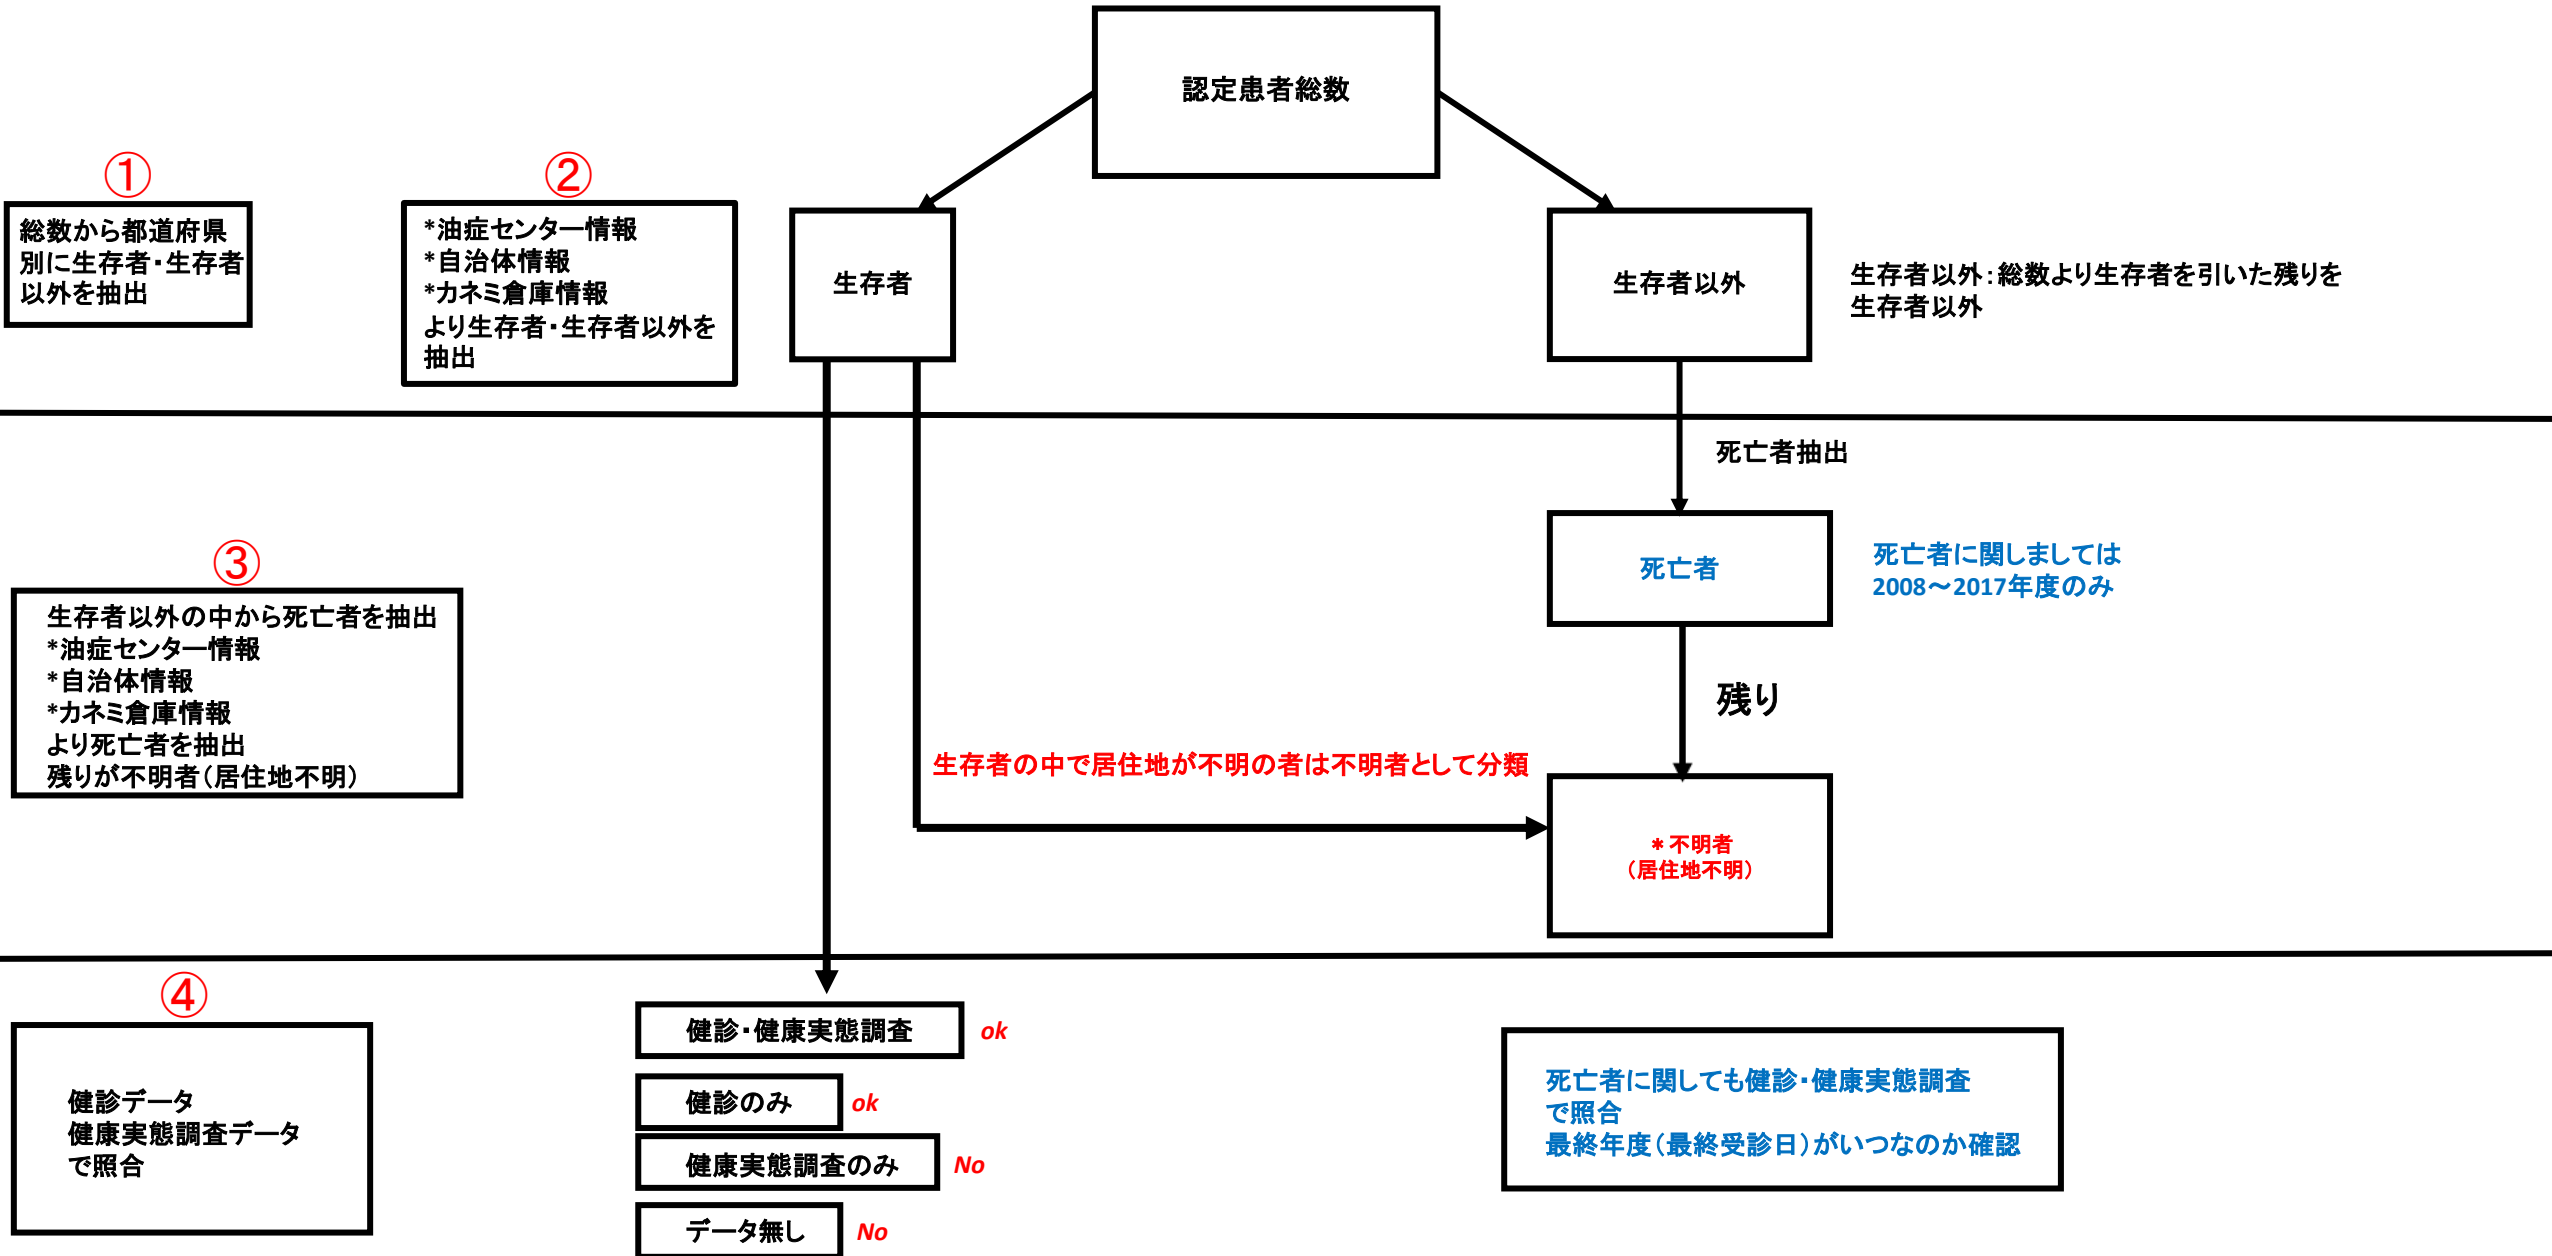 認定患者総数
①
総数から都道府県
別に生存者・生存者
以外を抽出
②
*油症センター情報
*自治体情報
*カネミ倉庫情報
より生存者・生存者以外を
抽出
生存者
生存者以外
生存者以外：総数より生存者を引いた残りを
生存者以外
死亡者抽出
③
生存者以外の中から死亡者を抽出
*油症センター情報
*自治体情報
*カネミ倉庫情報
より死亡者を抽出
残りが不明者（居住地不明）
死亡者
死亡者に関しましては
2008～2017年度のみ
残り
生存者の中で居住地が不明の者は不明者として分類
＊不明者
（居住地不明）
④
健診データ
健康実態調査データ
で照合
健診・健康実態調査 ok
健診のみ ok
健康実態調査のみ No
データ無し No
死亡者に関しても健診・健康実態調査
で照合
最終年度（最終受診日）がいつなのか確認